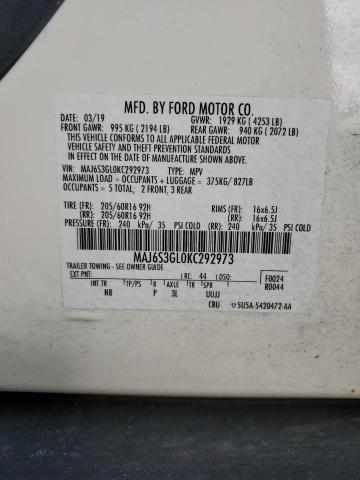 MFD. BY FORD MOTOR CO.
DATE: 03/19 GVWR: 1929 KG (4253 LB)
FRONT GAWR: 995 KG (2194 LB) REAR GAWR: 940 KG (2072 LB)
THIS VEHICLE CONFORMS TO ALL APPLICABLE FEDERAL MOTOR
VEHICLE SAFETY, BUMPER, AND THEFT PREVENTION STANDARDS IN
EFFECT ON THE DATE OF MANUFACTURE SHOWN ABOVE.
VIN: MAJ6S3GL0KC292973 TYPE: MPV
MAXIMUM LOAD = OCCUPANTS + LUGGAGE = 375KG/827LB
OCCUPANTS = 5 TOTAL; 2 FRONT, 3 REAR
TIRE (FR): 205/60R16 92H RIMS (FR): 16x6.5J
TIRE (RR): 205/60R16 92H (RR): 16x6.5J
PRESSURE (FR): 240 kPa/ 35 PSI COLD (RR): 240 kPa/ 35 PSI COLD
MAJ6S3GL0KC292973
TRAILER TOWING - SEE OWNER GUIDE
RC: 44 DSO: F0024
R0044
EXT PNT:
INT TR TP/PS R AXLE TR SPR
NB P 3L UUJJ
CBU 5USA-5420472-AA